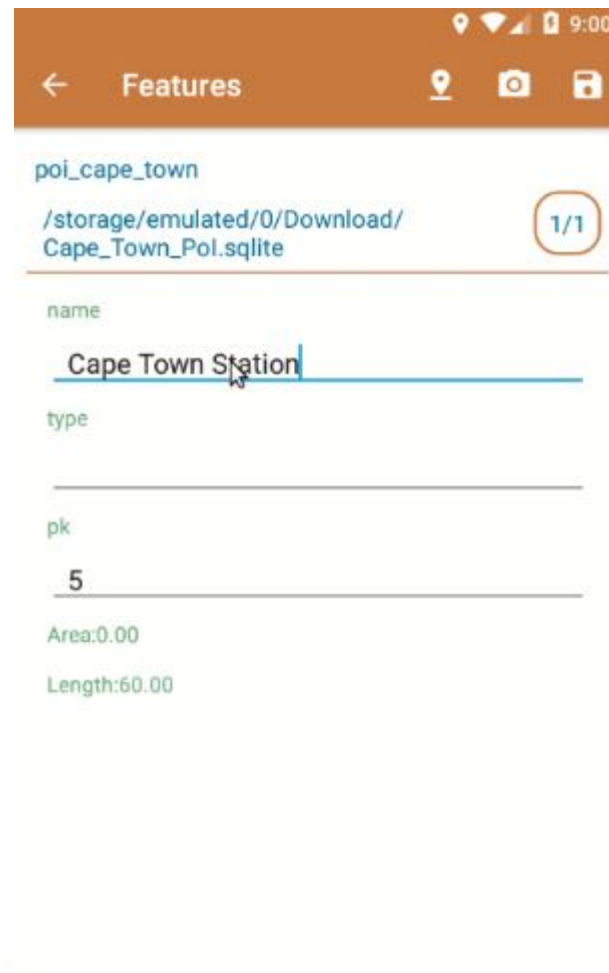 9:00
Features
poi_cape_town
/storage/emulated/0/Download/
Cape_Town_PoI.sqlite
1/1
name
Cape Town Station
type
pk
5
Area:0.00
Length:60.00